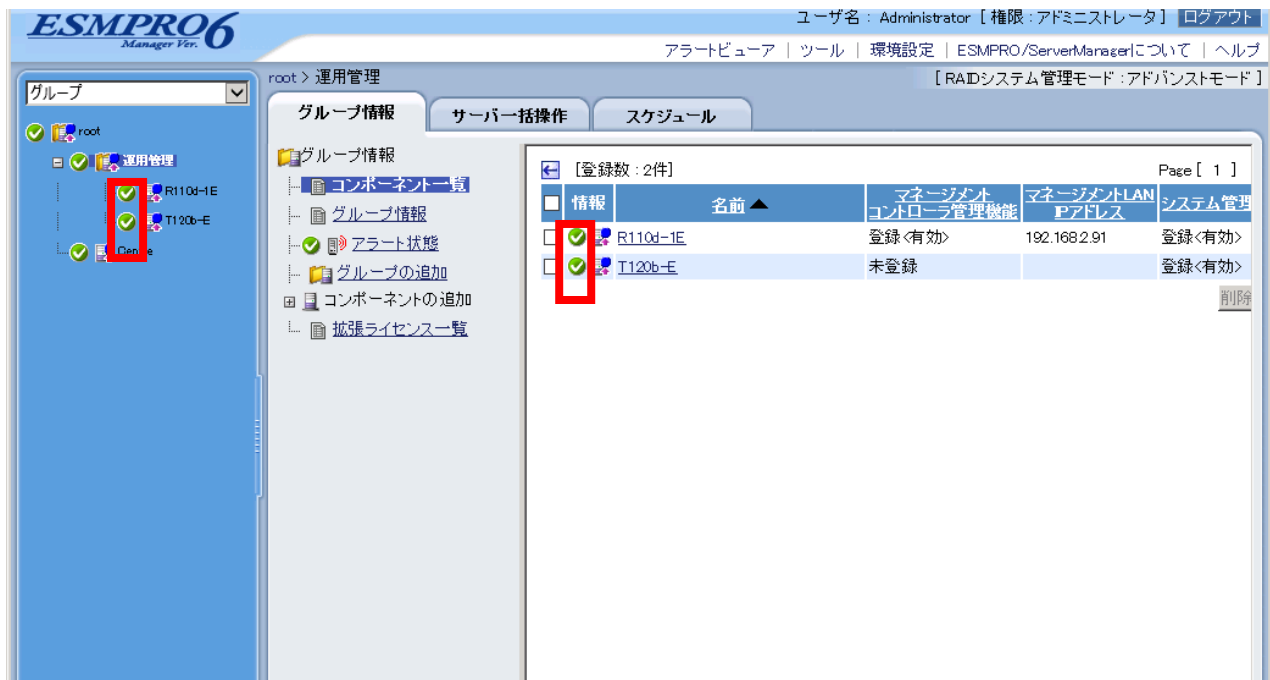 ESMPRO6
Manager Ver.
ユーザ名 : Administrator [ 権限 : アドミニストレータ ] ログアウト
アラートビューア | ツール | 環境設定 | ESMPRO/ServerManagerについて | ヘルプ
グループ
root
運用管理
R110d-1E
T120b-E
root > 運用管理
[ RAIDシステム管理モード : アドバンストモード ]
グループ情報 サーバー一括操作 スケジュール
グループ情報
コンポーネント一覧
グループ情報
アラート状態
グループの追加
コンポーネントの追加
拡張ライセンス一覧
[登録数 : 2件] Page [ 1 ]
情報 名前▲ マネージメントコントローラ管理機能 マネージメントLAN IPアドレス システム管理
R110d-1E 登録<有効> 192.168.2.91 登録<有効>
T120b-E 未登録 登録<有効>
削除